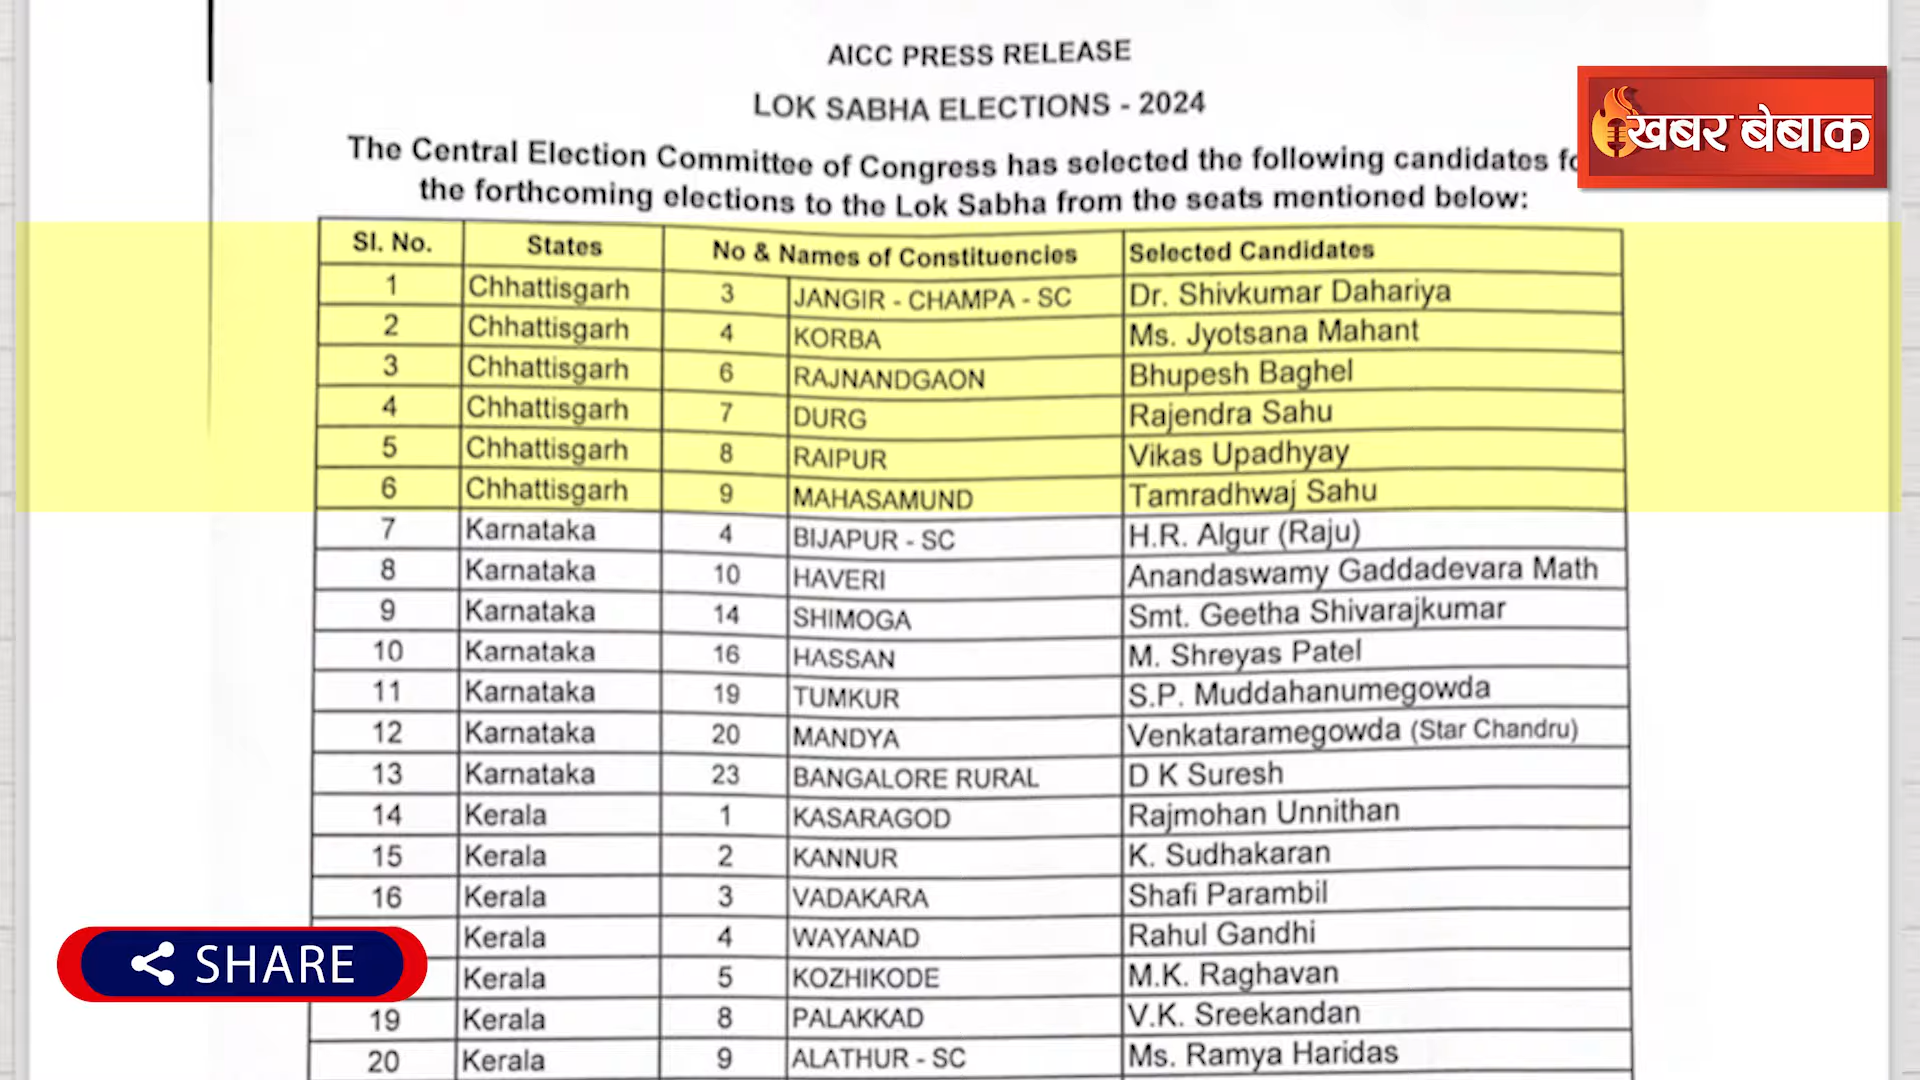 AICC PRESS RELEASE
LOK SABHA ELECTIONS - 2024
खबर बेबाक
The Central Election Committee of Congress has selected the following candidates fo
the forthcoming elections to the Lok Sabha from the seats mentioned below:
Sl. No. States No & Names of Constituencies Selected Candidates
1 Chhattisgarh 3 JANGIR - CHAMPA - SC Dr. Shivkumar Dahariya
2 Chhattisgarh 4 KORBA Ms. Jyotsana Mahant
3 Chhattisgarh 6 RAJNANDGAON Bhupesh Baghel
4 Chhattisgarh 7 DURG Rajendra Sahu
5 Chhattisgarh 8 RAIPUR Vikas Upadhyay
6 Chhattisgarh 9 MAHASAMUND Tamradhwaj Sahu
7 Karnataka 4 BIJAPUR - SC H.R. Algur (Raju)
8 Karnataka 10 HAVERI Anandaswamy Gaddadevara Math
9 Karnataka 14 SHIMOGA Smt. Geetha Shivarajkumar
10 Karnataka 16 HASSAN M. Shreyas Patel
11 Karnataka 19 TUMKUR S.P. Muddahanumegowda
12 Karnataka 20 MANDYA Venkataramegowda (Star Chandru)
13 Karnataka 23 BANGALORE RURAL D K Suresh
14 Kerala 1 KASARAGOD Rajmohan Unnithan
15 Kerala 2 KANNUR K. Sudhakaran
16 Kerala 3 VADAKARA Shafi Parambil
Kerala 4 WAYANAD Rahul Gandhi
SHARE
Kerala 5 KOZHIKODE M.K. Raghavan
19 Kerala 8 PALAKKAD V.K. Sreekandan
20 Kerala 9 ALATHUR - SC Ms. Ramya Haridas